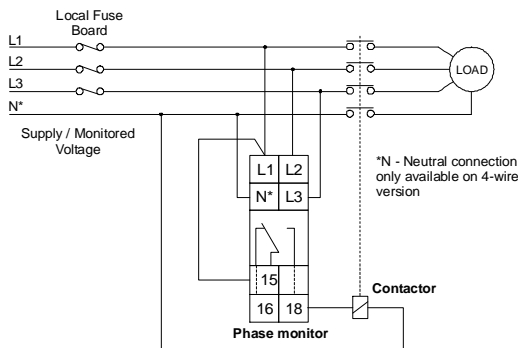 Local Fuse
Board
L1
L2
L3
N*
Supply / Monitored
Voltage
LOAD
*N - Neutral connection
only available on 4-wire
version
L1 L2
N* L3
15
16 18
Contactor
Phase monitor